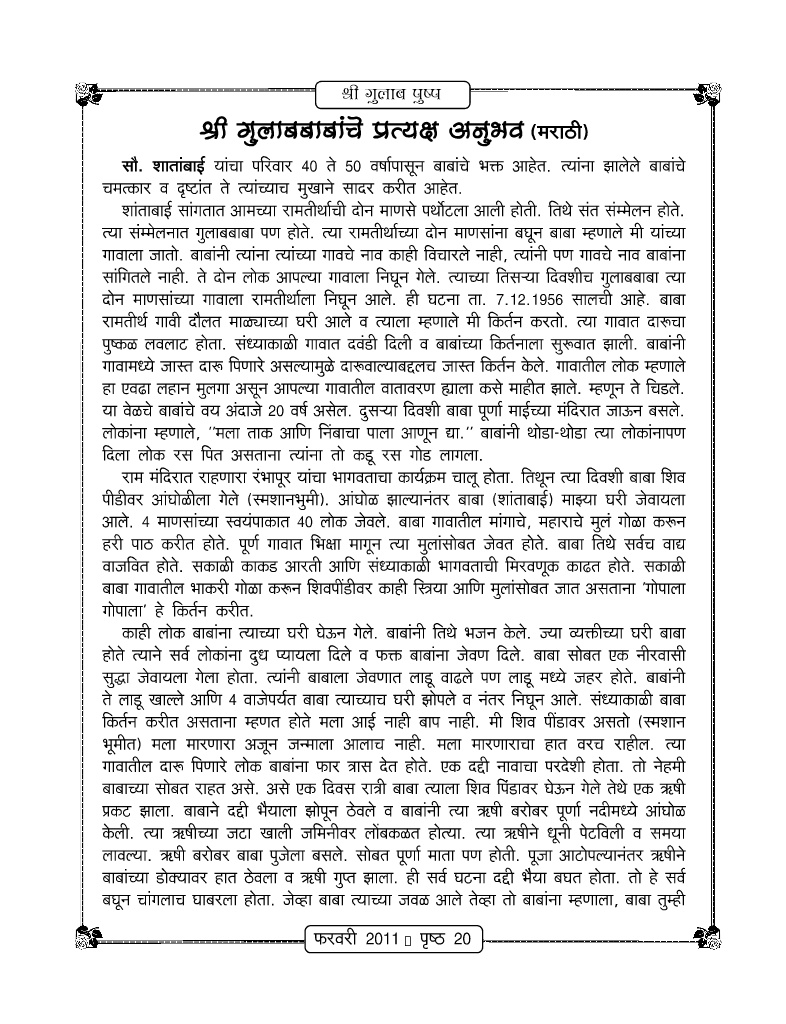 श्री गुलाब पुष्प
श्री गुलाबबाबांचे प्रत्यक्ष अनुभव (मराठी)
सौ. शातांबाई यांचा परिवार 40 ते 50 वर्षापासून बाबांचे भक्त आहेत. त्यांना झालेले बाबांचे
चमत्कार व दृष्टांत ते त्यांच्याच मुखाने सादर करीत आहेत.
शांताबाई सांगतात आमच्या रामतीर्थाची दोन माणसे पर्थोटला आली होती. तिथे संत संम्मेलन होते.
त्या संम्मेलनात गुलाबबाबा पण होते. त्या रामतीर्थाच्या दोन माणसांना बघून बाबा म्हणाले मी यांच्या
गावाला जातो. बाबांनी त्यांना त्यांच्या गावचे नाव काही विचारले नाही, त्यांनी पण गावचे नाव बाबांना
सांगितले नाही. ते दोन लोक आपल्या गावाला निघून गेले. त्याच्या तिसऱ्या दिवशीच गुलाबबाबा त्या
दोन माणसांच्या गावाला रामतीर्थाला निघून आले. ही घटना ता. 7.12.1956 सालची आहे. बाबा
रामतीर्थ गावी दौलत माळ्याच्या घरी आले व त्याला म्हणाले मी किर्तन करतो. त्या गावात दारूचा
पुष्कळ लवलाट होता. संध्याकाळी गावात दवंडी दिली व बाबांच्या किर्तनाला सुरूवात झाली. बाबांनी
गावामध्ये जास्त दारू पिणारे असल्यामुळे दारूवाल्याबद्दलच जास्त किर्तन केले. गावातील लोक म्हणाले
हा एवढा लहान मुलगा असून आपल्या गावातील वातावरण ह्याला कसे माहीत झाले. म्हणून ते चिडले.
या वेळचे बाबांचे वय अंदाजे 20 वर्ष असेल. दुसऱ्या दिवशी बाबा पूर्णा माईच्या मंदिरात जाऊन बसले.
लोकांना म्हणाले, ''मला ताक आणि निंबाचा पाला आणून द्या.'' बाबांनी थोडा-थोडा त्या लोकांनापण
दिला लोक रस पित असताना त्यांना तो कडू रस गोड लागला.
राम मंदिरात राहणारा रंभापूर यांचा भागवताचा कार्यक्रम चालू होता. तिथून त्या दिवशी बाबा शिव
पीडीवर आंघोळीला गेले (स्मशानभुमी). आंघोळ झाल्यानंतर बाबा (शांताबाई) माझ्या घरी जेवायला
आले. 4 माणसांच्या स्वयंपाकात 40 लोक जेवले. बाबा गावातील मांगाचे, महाराचे मुलं गोळा करून
हरी पाठ करीत होते. पूर्ण गावात भिक्षा मागून त्या मुलांसोबत जेवत होते. बाबा तिथे सर्वच वाद्य
वाजवित होते. सकाळी काकड आरती आणि संध्याकाळी भागवताची मिरवणूक काढत होते. सकाळी
बाबा गावातील भाकरी गोळा करून शिवपींडीवर काही स्त्रिया आणि मुलांसोबत जात असताना 'गोपाला
गोपाला' हे किर्तन करीत.
काही लोक बाबांना त्याच्या घरी घेऊन गेले. बाबांनी तिथे भजन केले. ज्या व्यक्तीच्या घरी बाबा
होते त्याने सर्व लोकांना दुध प्यायला दिले व फक्त बाबांना जेवण दिले. बाबा सोबत एक नीरवासी
सुद्धा जेवायला गेला होता. त्यांनी बाबाला जेवणात लाडू वाढले पण लाडू मध्ये जहर होते. बाबांनी
ते लाडू खाल्ले आणि 4 वाजेपर्यत बाबा त्याच्याच घरी झोपले व नंतर निघून आले. संध्याकाळी बाबा
किर्तन करीत असताना म्हणत होते मला आई नाही बाप नाही. मी शिव पींडावर असतो (स्मशान
भूमीत) मला मारणारा अजून जन्माला आलाच नाही. मला मारणाराचा हात वरच राहील. त्या
गावातील दारू पिणारे लोक बाबांना फार त्रास देत होते. एक दद्दी नावाचा परदेशी होता. तो नेहमी
बाबाच्या सोबत राहत असे. असे एक दिवस रात्री बाबा त्याला शिव पिंडावर घेऊन गेले तेथे एक ऋषी
प्रकट झाला. बाबाने दद्दी भैयाला झोपून ठेवले व बाबांनी त्या ऋषी बरोबर पूर्णा नदीमध्ये आंघोळ
केली. त्या ऋषीच्या जटा खाली जमिनीवर लोंबकळत होत्या. त्या ऋषीने धूनी पेटविली व समया
लावल्या. ऋषी बरोबर बाबा पुजेला बसले. सोबत पूर्णा माता पण होती. पूजा आटोपल्यानंतर ऋषीने
बाबांच्या डोक्यावर हात ठेवला व ऋषी गुप्त झाला. ही सर्व घटना दद्दी भैया बघत होता. तो हे सर्व
बघून चांगलाच घाबरला होता. जेव्हा बाबा त्याच्या जवळ आले तेव्हा तो बाबांना म्हणाला, बाबा तुम्ही
फरवरी 2011 □ पृष्ठ 20